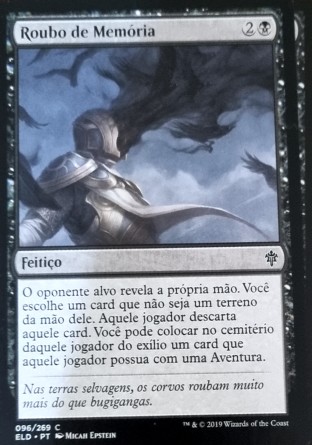 Roubo de Memória 2
Feitiço
O oponente alvo revela a própria mão. Você
escolhe um card que não seja um terreno
da mão dele. Aquele jogador descarta
aquele card. Você pode colocar no cemitério
daquele jogador do exílio um card que
aquele jogador possua com uma Aventura.
Nas terras selvagens, os corvos roubam muito
mais do que bugigangas.
096/269 C
ELD • PT Micah Epstein
™ & © 2019 Wizards of the Coast